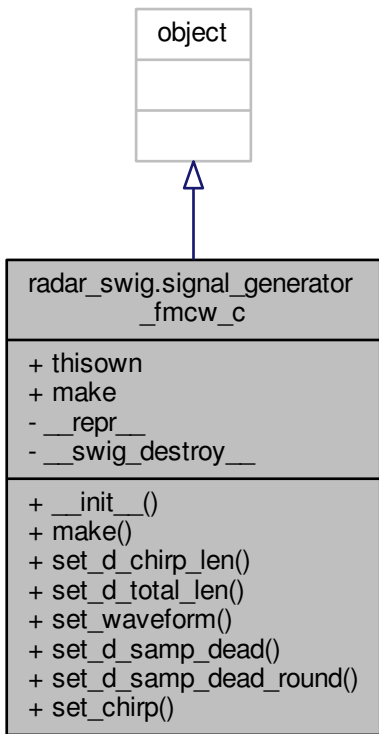 object
radar_swig.signal_generator
_fmcw_c
+ thisown
+ make
- __repr__
- __swig_destroy__
+ __init__()
+ make()
+ set_d_chirp_len()
+ set_d_total_len()
+ set_waveform()
+ set_d_samp_dead()
+ set_d_samp_dead_round()
+ set_chirp()